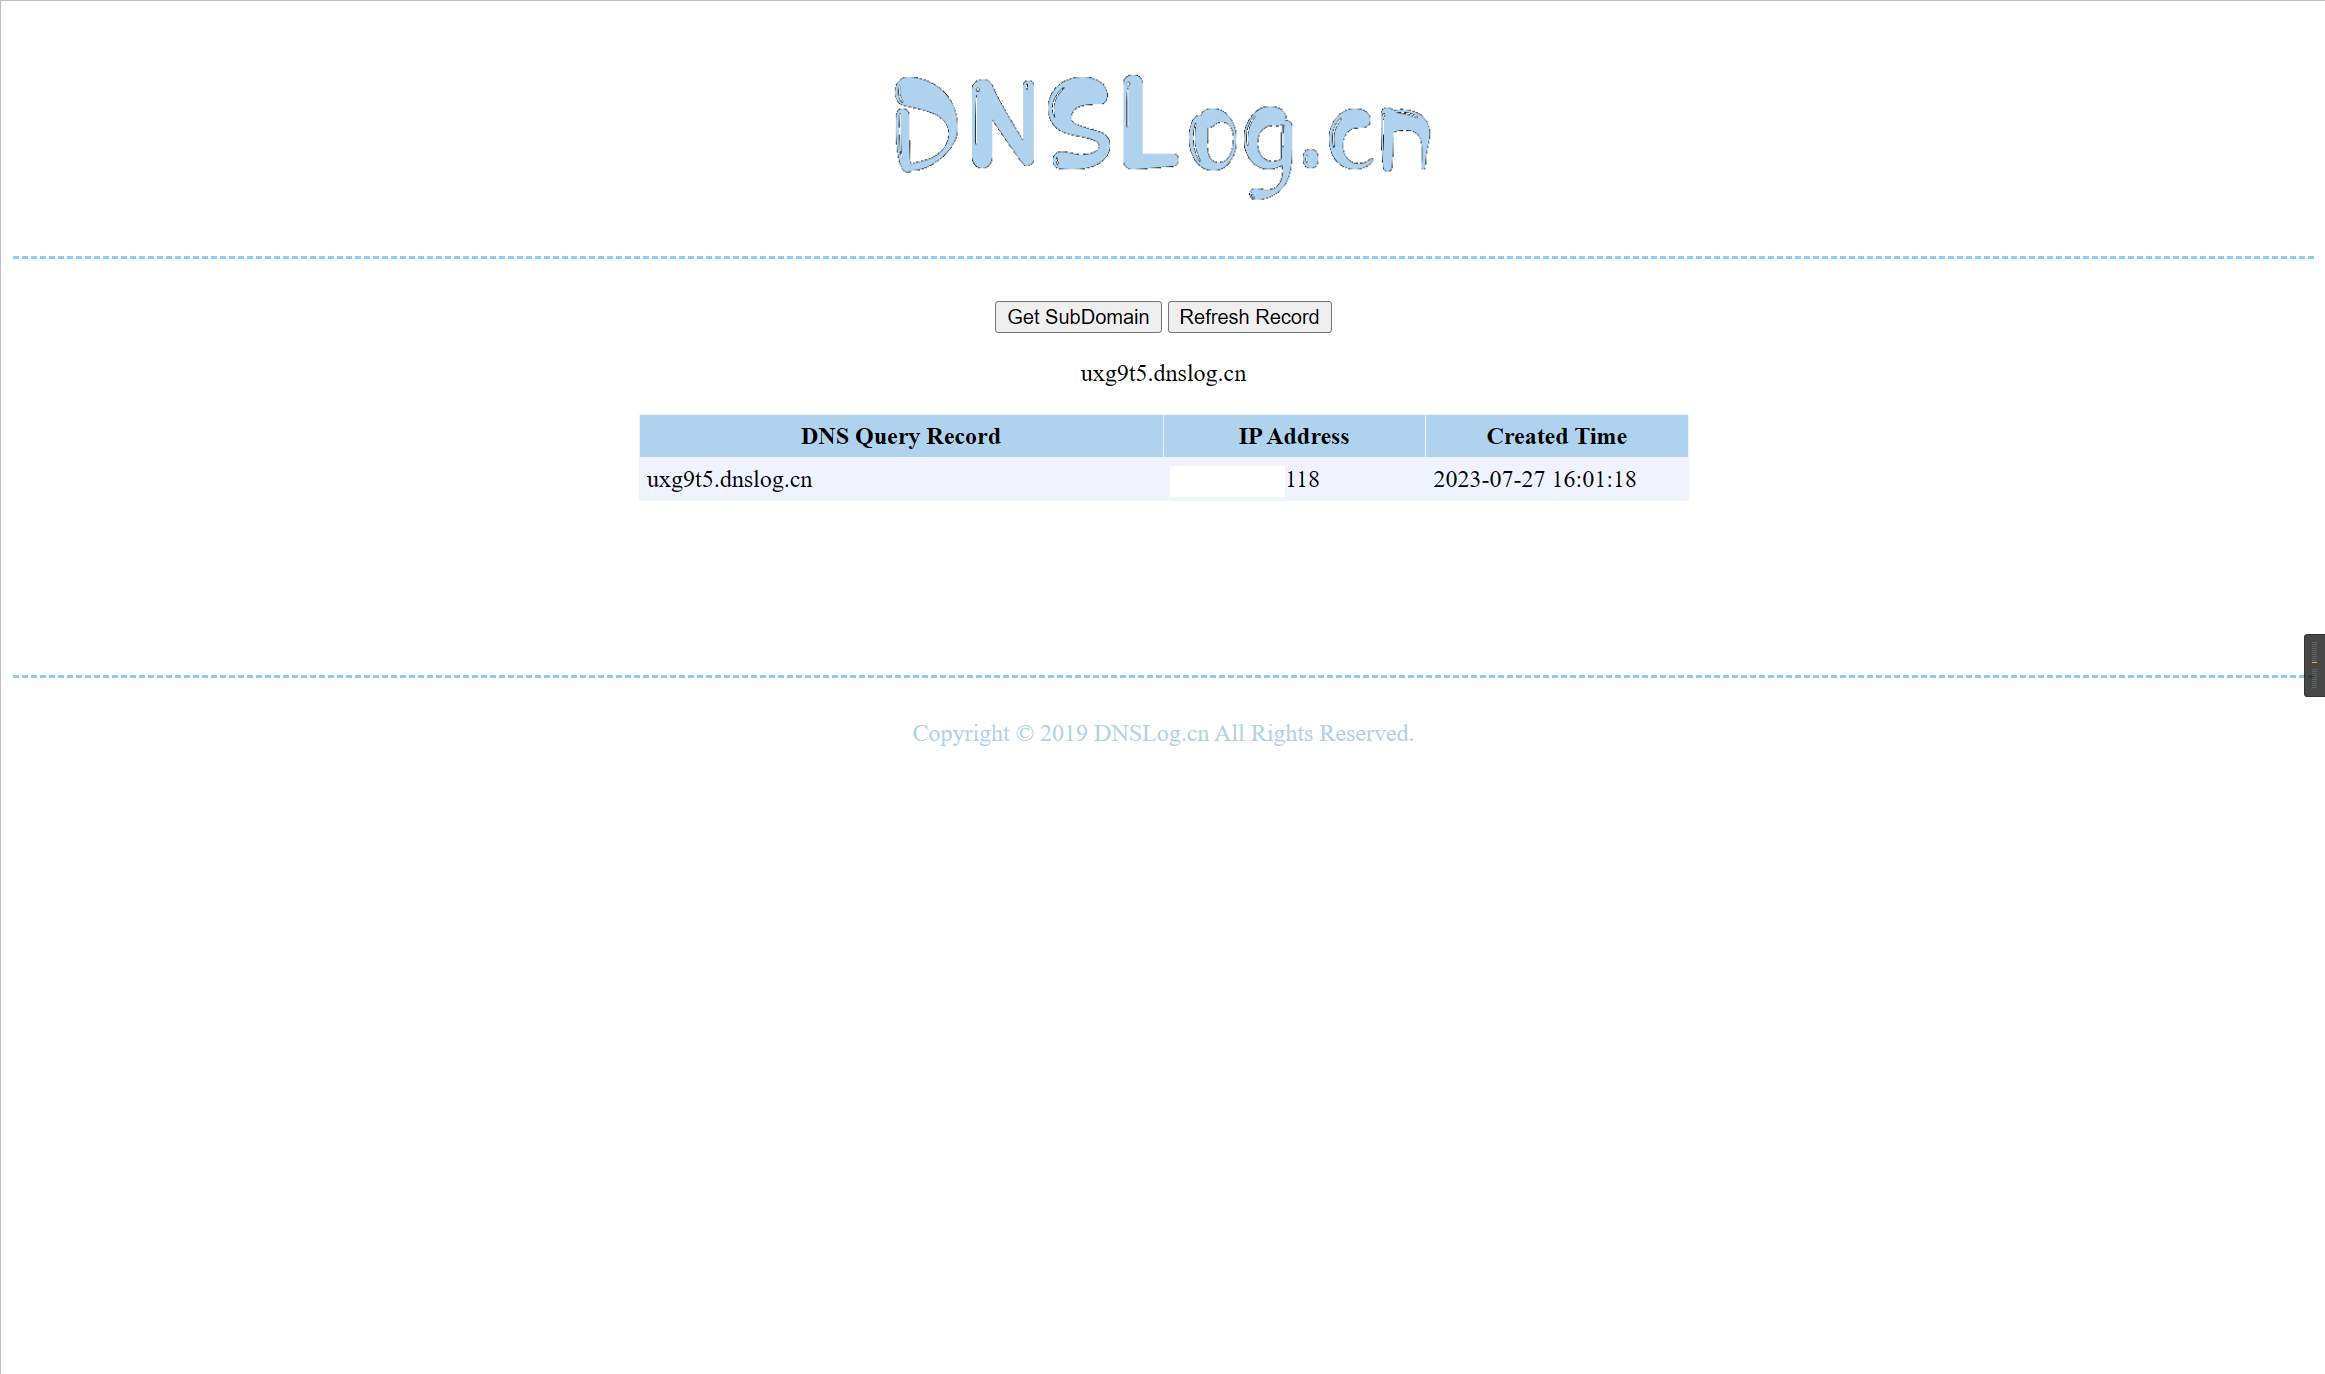 DNSLog.cn
Get SubDomain Refresh Record
uxg9t5.dnslog.cn
DNS Query Record IP Address Created Time
uxg9t5.dnslog.cn 118 2023-07-27 16:01:18
Copyright © 2019 DNSLog.cn All Rights Reserved.